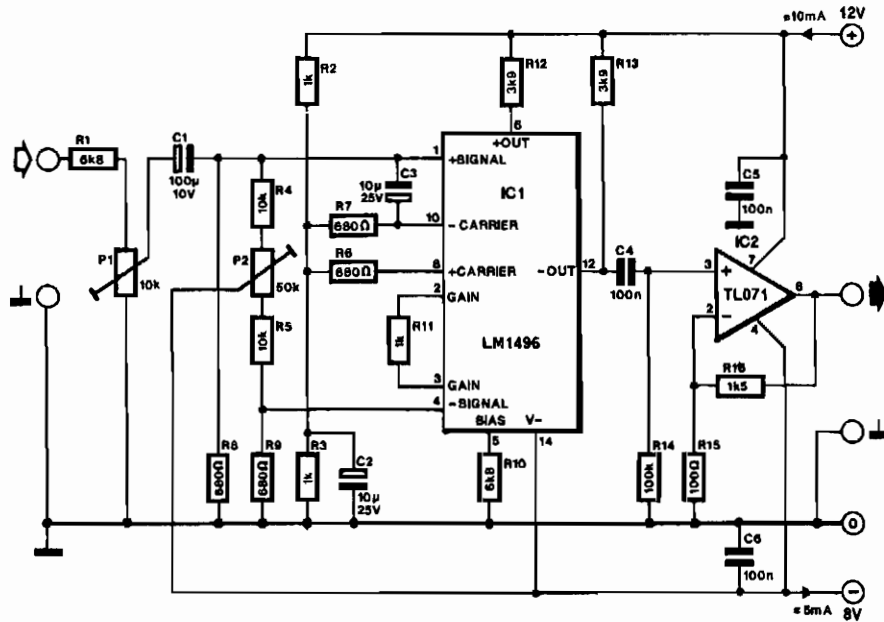 ≈10mA
12V
+
R2
1k
R12
3k9
R13
3k9
R1
6k8
C1
100µ
10V
6
+OUT
1
+SIGNAL
IC1
R4
10k
C3
10µ
25V
R7
680Ω
10
-CARRIER
C5
100n
P1
10k
P2
50k
R6
680Ω
8
+CARRIER
12
-OUT
C4
100n
IC2
7
3
+
TL071
6
2
-
4
2
GAIN
R11
1k
LM1496
R5
10k
R16
1k5
3
GAIN
4
-SIGNAL
BIAS
V-
5
14
R8
680Ω
R9
680Ω
R3
1k
C2
10µ
25V
R10
6k8
R14
100k
R15
100Ω
0
C6
100n
≈5mA
-
8V